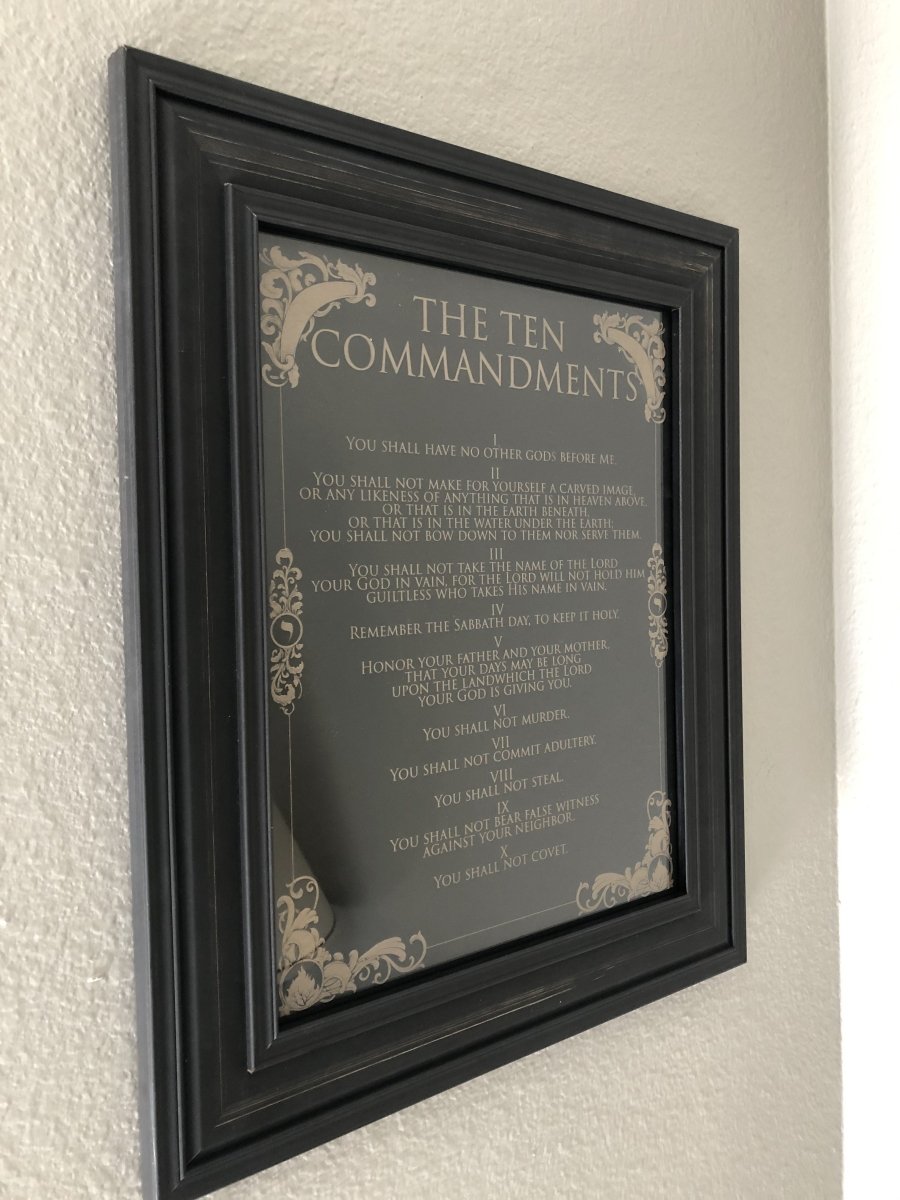 THE TEN
COMMANDMENTS
I
YOU SHALL HAVE NO OTHER GODS BEFORE ME.
II
YOU SHALL NOT MAKE FOR YOURSELF A CARVED IMAGE,
OR ANY LIKENESS OF ANYTHING THAT IS IN HEAVEN ABOVE,
OR THAT IS IN THE EARTH BENEATH,
OR THAT IS IN THE WATER UNDER THE EARTH;
YOU SHALL NOT BOW DOWN TO THEM NOR SERVE THEM.
III
YOU SHALL NOT TAKE THE NAME OF THE LORD
YOUR GOD IN VAIN, FOR THE LORD WILL NOT HOLD HIM
GUILTLESS WHO TAKES HIS NAME IN VAIN.
IV
REMEMBER THE SABBATH DAY, TO KEEP IT HOLY.
V
HONOR YOUR FATHER AND YOUR MOTHER,
THAT YOUR DAYS MAY BE LONG
UPON THE LANDWHICH THE LORD
YOUR GOD IS GIVING YOU.
VI
YOU SHALL NOT MURDER.
VII
YOU SHALL NOT COMMIT ADULTERY.
VIII
YOU SHALL NOT STEAL.
IX
YOU SHALL NOT BEAR FALSE WITNESS
AGAINST YOUR NEIGHBOR.
X
YOU SHALL NOT COVET.